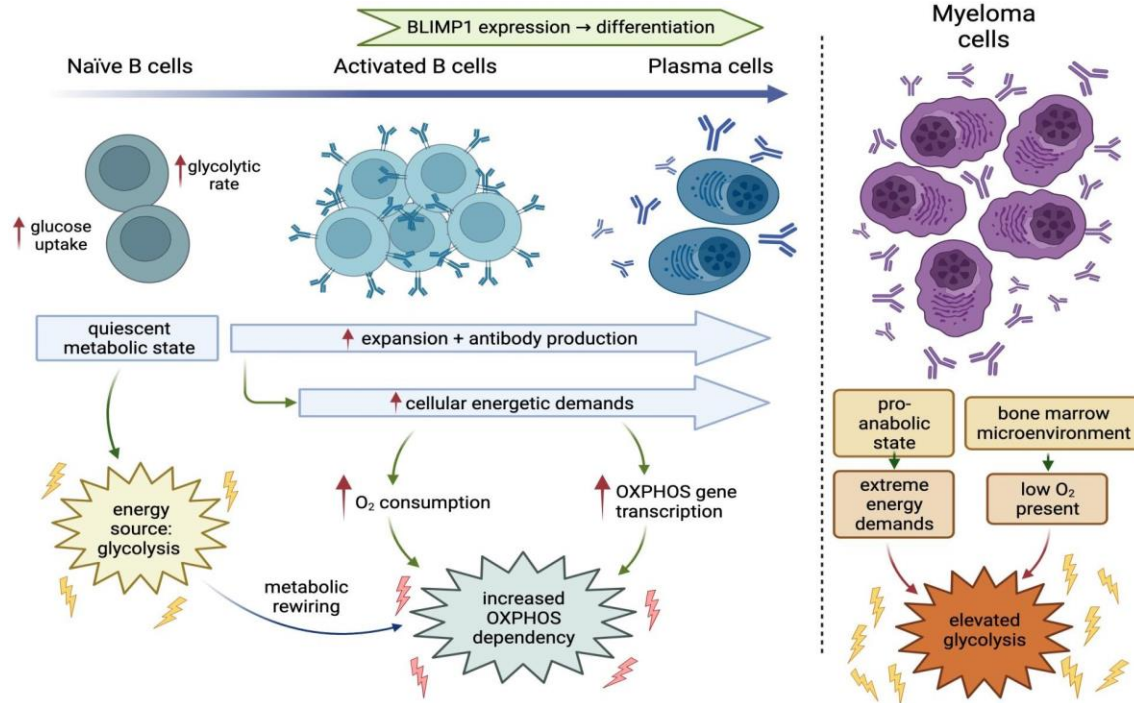 BLIMP1 expression → differentiation
Naïve B cells
Activated B cells
Plasma cells
glycolytic
rate
glucose
uptake
quiescent
metabolic state
expansion + antibody production
cellular energetic demands
O₂ consumption
OXPHOS gene
transcription
energy
source:
glycolysis
metabolic
rewiring
increased
OXPHOS
dependency
Myeloma
cells
pro-
anabolic
state
bone marrow
microenvironment
extreme
energy
demands
low O₂
present
elevated
glycolysis